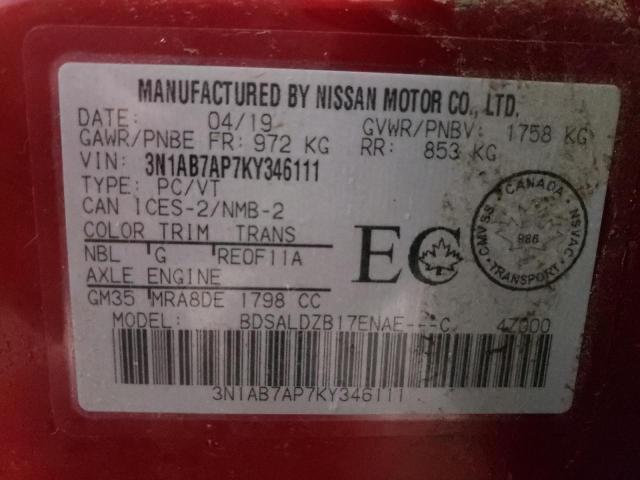 MANUFACTURED BY NISSAN MOTOR CO., LTD.
DATE: 04/19 GVWR/PNBV: 1758 KG
GAWR/PNBE FR: 972 KG RR: 853 KG
VIN: 3N1AB7AP7KY346111
TYPE: PC/VT
CAN ICES-2/NMB-2
COLOR TRIM TRANS
NBL G RE0F11A
AXLE ENGINE
GM35 MRA8DE 1798 CC
EC
CANADA
CMVSS NSVAC
986
TRANSPORT
MODEL: BDSALDZB17ENAE---C 4Z000
3N1AB7AP7KY346111